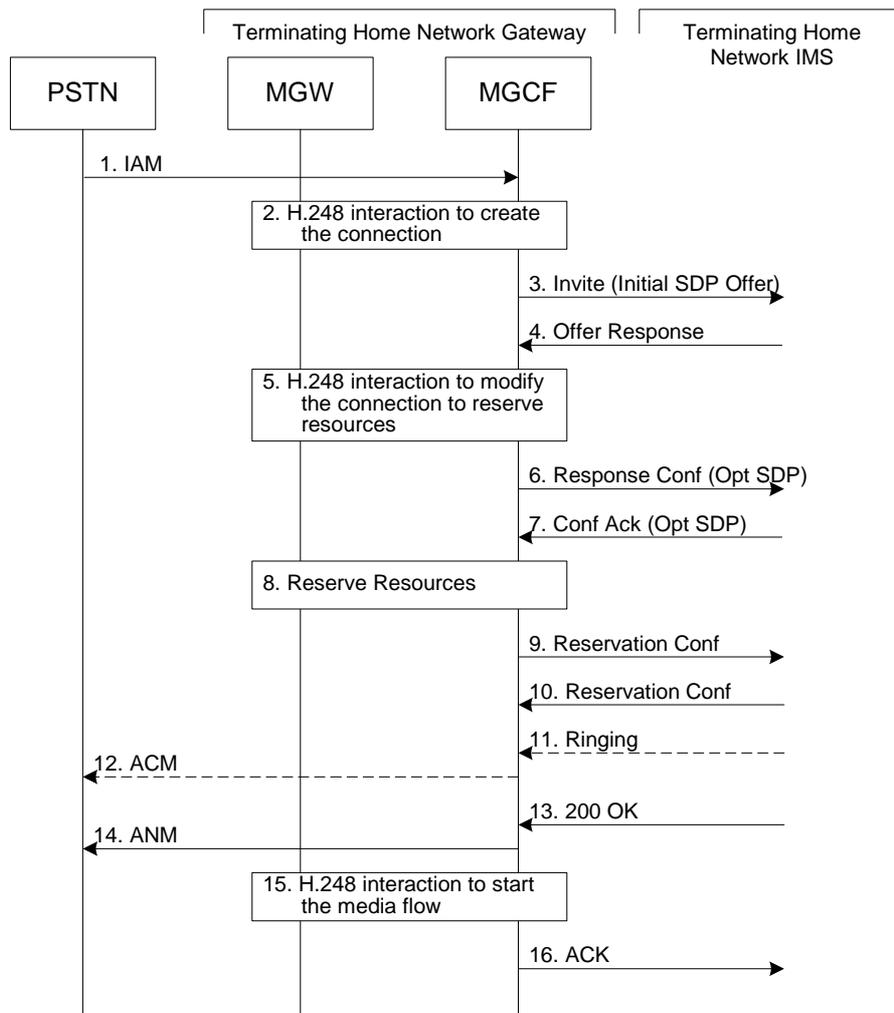 Terminating Home Network Gateway
Terminating Home
Network IMS
PSTN
MGW
MGCF
1. IAM
2. H.248 interaction to create
the connection
3. Invite (Initial SDP Offer)
4. Offer Response
5. H.248 interaction to modify
the connection to reserve
resources
6. Response Conf (Opt SDP)
7. Conf Ack (Opt SDP)
8. Reserve Resources
9. Reservation Conf
10. Reservation Conf
11. Ringing
12. ACM
13. 200 OK
14. ANM
15. H.248 interaction to start
the media flow
16. ACK